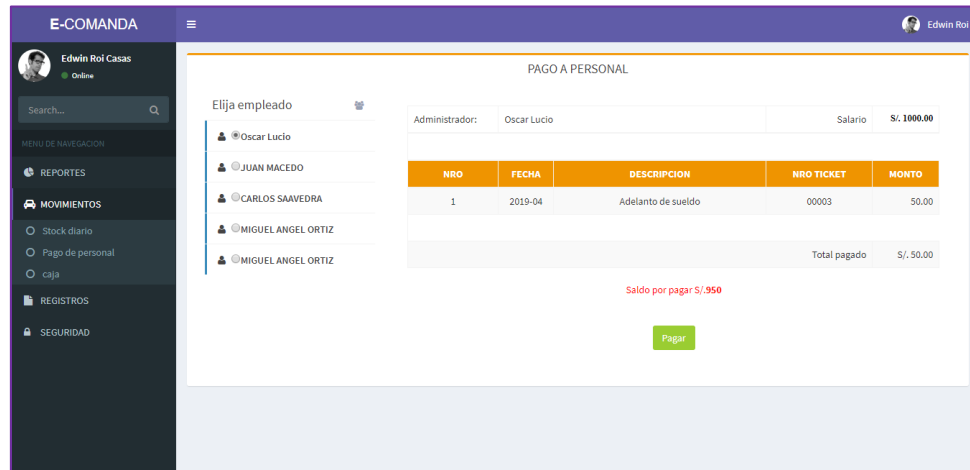 E-COMANDA
Edwin Roi
Edwin Roi Casas
Online
Search...
MENU DE NAVEGACION
REPORTES
MOVIMIENTOS
Stock diario
Pago de personal
caja
REGISTROS
SEGURIDAD
PAGO A PERSONAL
Elija empleado
Oscar Lucio
JUAN MACEDO
CARLOS SAAVEDRA
MIGUEL ANGEL ORTIZ
MIGUEL ANGEL ORTIZ
Administrador: Oscar Lucio Salario S/. 1000.00
NRO FECHA DESCRIPCION NRO TICKET MONTO
1 2019-04 Adelanto de sueldo 00003 50.00
Total pagado S/. 50.00
Saldo por pagar S/.950
Pagar